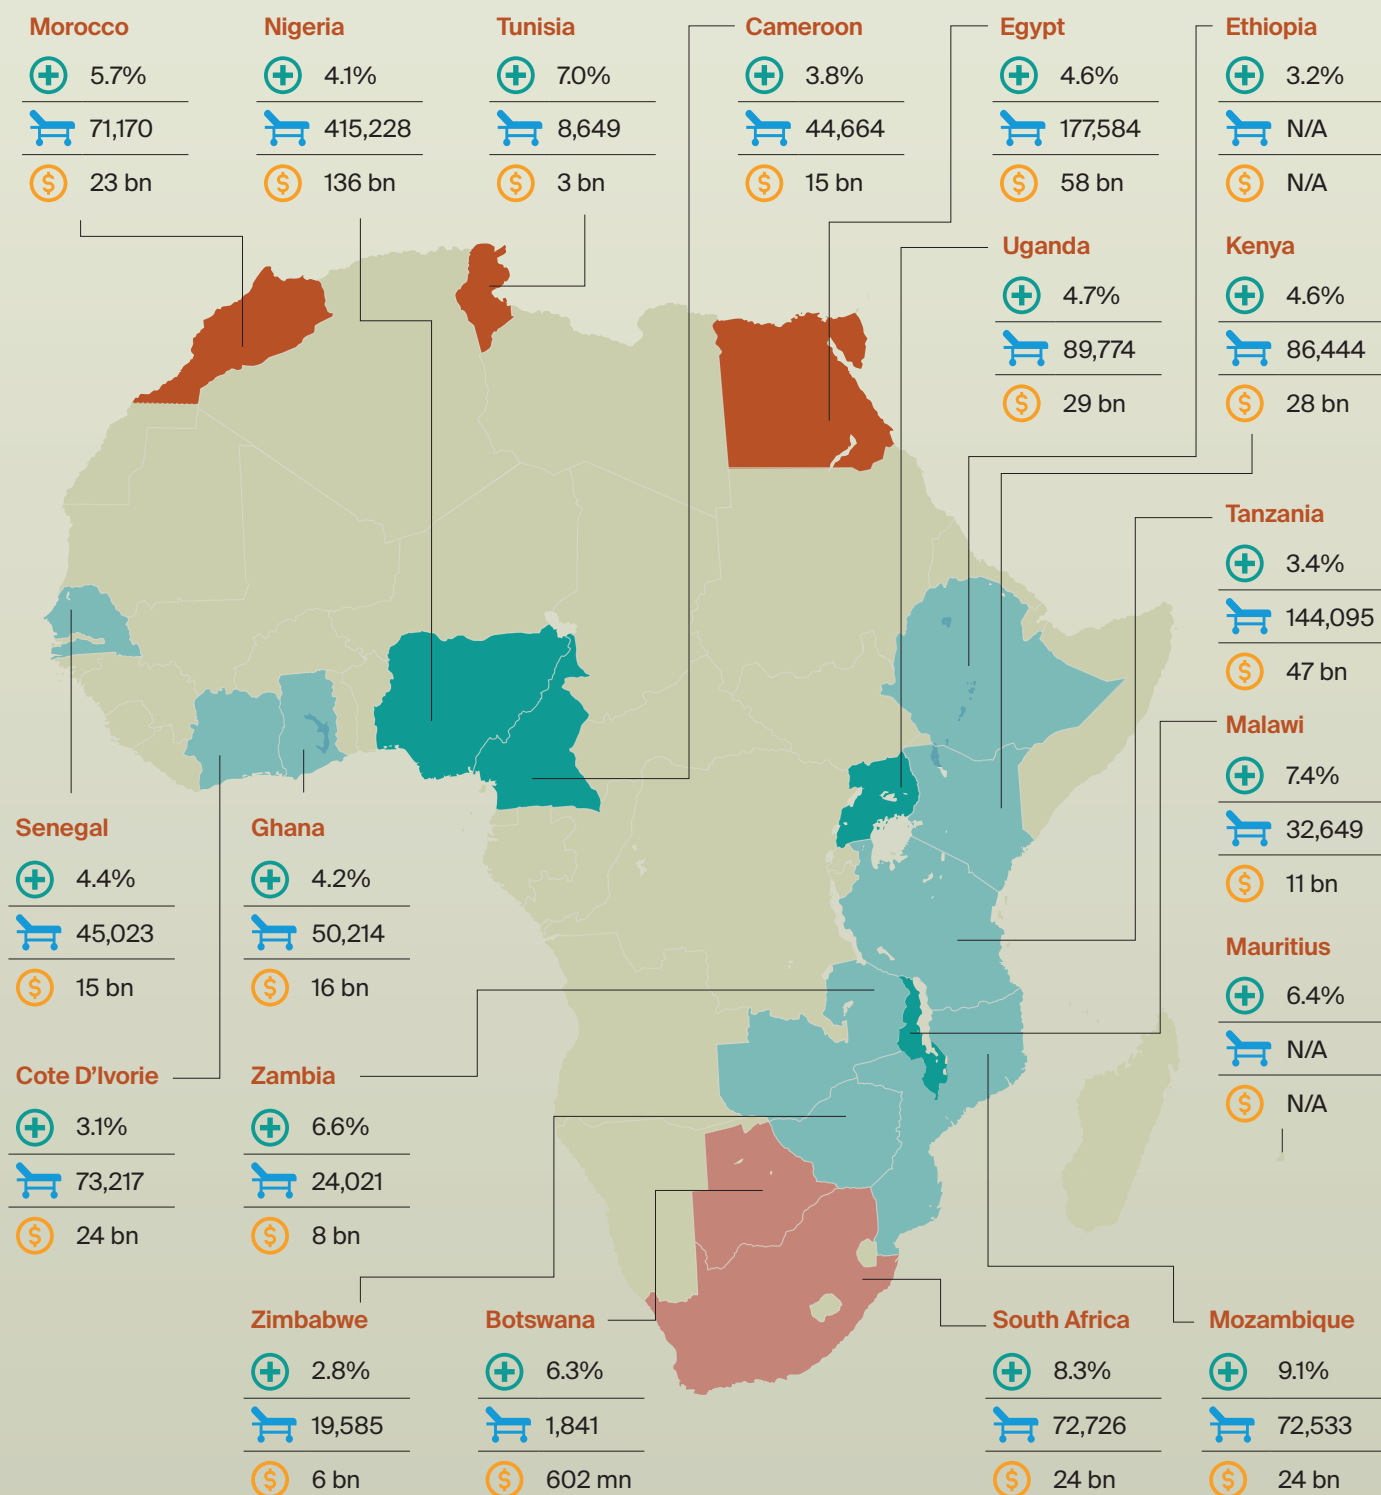 Morocco
5.7%
71,170
$ 23 bn
Nigeria
4.1%
415,228
$ 136 bn
Tunisia
7.0%
8,649
$ 3 bn
Cameroon
3.8%
44,664
$ 15 bn
Egypt
4.6%
177,584
$ 58 bn
Ethiopia
3.2%
N/A
$ N/A
Uganda
4.7%
89,774
$ 29 bn
Kenya
4.6%
86,444
$ 28 bn
Tanzania
3.4%
144,095
$ 47 bn
Malawi
7.4%
32,649
$ 11 bn
Senegal
4.4%
45,023
$ 15 bn
Ghana
4.2%
50,214
$ 16 bn
Mauritius
6.4%
N/A
$ N/A
Cote D'Ivorie
3.1%
73,217
$ 24 bn
Zambia
6.6%
24,021
$ 8 bn
Zimbabwe
2.8%
19,585
$ 6 bn
Botswana
6.3%
1,841
$ 602 mn
South Africa
8.3%
72,726
$ 24 bn
Mozambique
9.1%
72,533
$ 24 bn